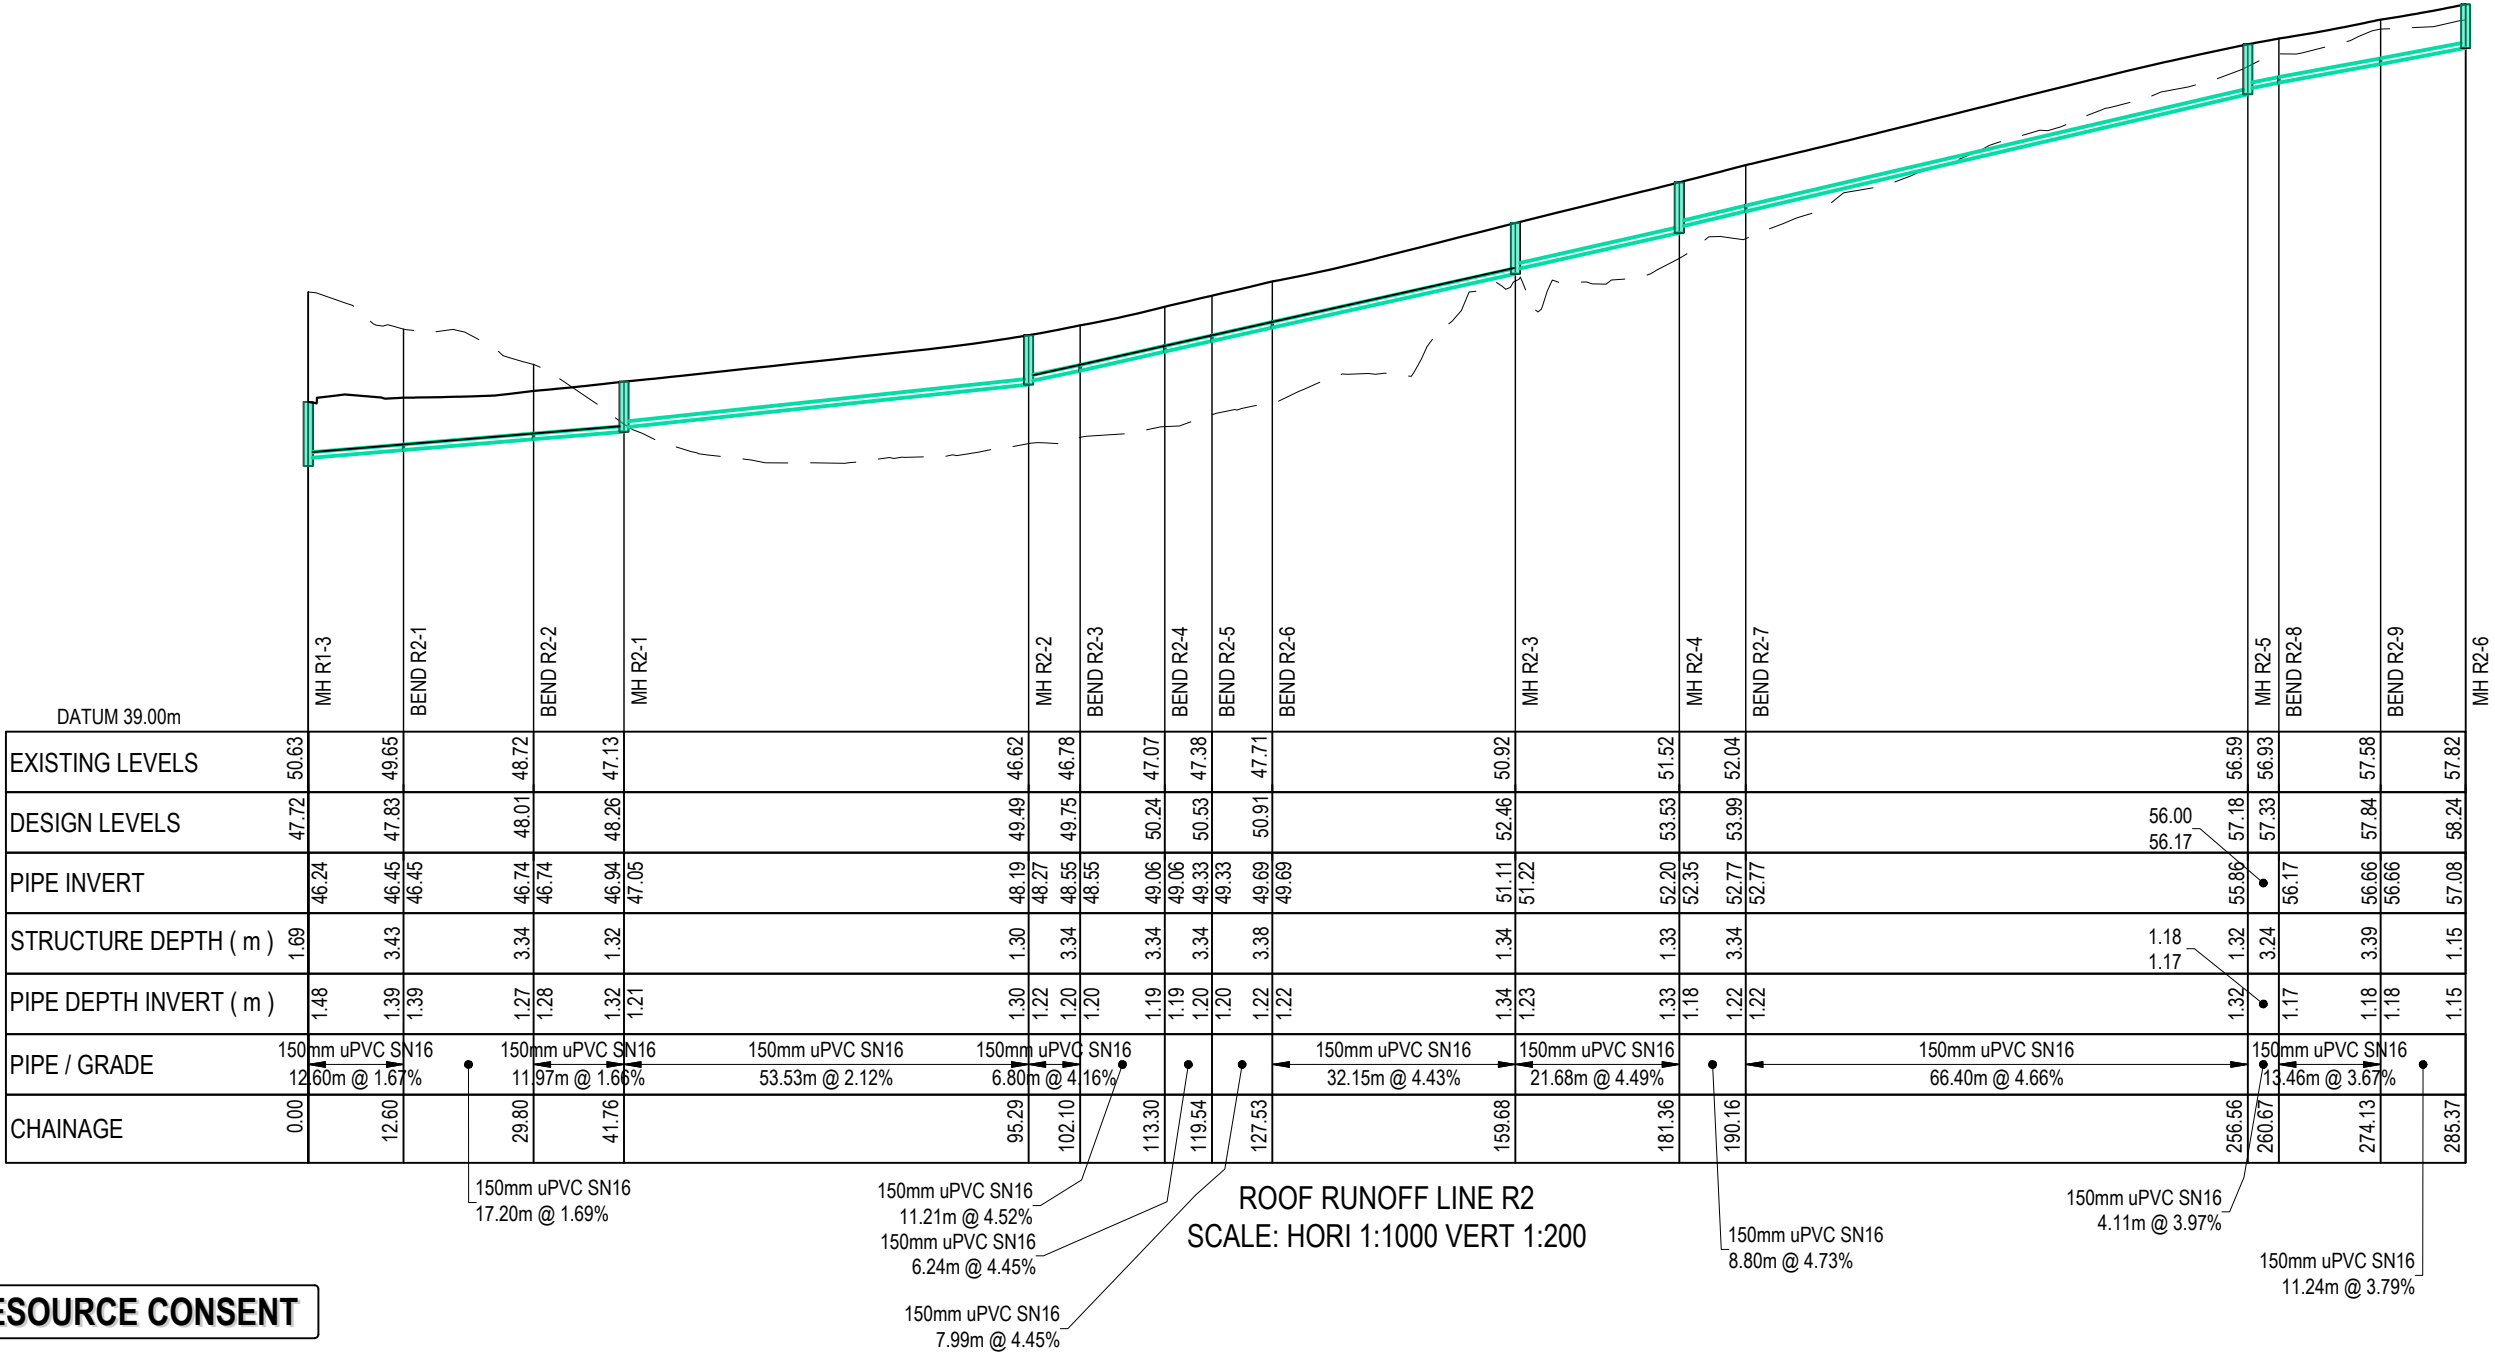 MH R1-3
BEND R2-1
BEND R2-2
MH R2-1
MH R2-2
BEND R2-3
BEND R2-4
BEND R2-5
BEND R2-6
MH R2-3
MH R2-4
BEND R2-7
MH R2-5
BEND R2-8
BEND R2-9
MH R2-6
DATUM 39.00m
EXISTING LEVELS 50.63 49.65 48.72 47.13 46.62 46.78 47.07 47.38 47.71 50.92 51.52 52.04 56.59 56.93 57.58 57.82
DESIGN LEVELS 47.72 47.83 48.01 48.26 49.49 49.75 50.24 50.53 50.91 52.46 53.53 53.99 57.18 57.33 57.84 58.24
56.00
56.17
PIPE INVERT 46.24 46.45 46.45 46.74 46.74 46.94 47.05 48.19 48.27 48.55 48.55 49.06 49.06 49.33 49.33 49.69 49.69 51.11 51.22 52.20 52.35 52.77 52.77 55.86 56.17 56.66 56.66 57.08
STRUCTURE DEPTH ( m ) 1.69 3.43 3.34 1.32 1.30 3.34 3.34 3.34 3.38 1.34 1.33 3.34 1.32 3.24 3.39 1.15
1.18
1.17
PIPE DEPTH INVERT ( m ) 1.48 1.39 1.39 1.27 1.28 1.32 1.21 1.30 1.22 1.20 1.20 1.19 1.19 1.20 1.20 1.22 1.22 1.34 1.23 1.33 1.18 1.22 1.22 1.32 1.17 1.18 1.18 1.15
PIPE / GRADE
150mm uPVC SN16
12.60m @ 1.67%
150mm uPVC SN16
11.97m @ 1.66%
150mm uPVC SN16
53.53m @ 2.12%
150mm uPVC SN16
6.80m @ 4.16%
150mm uPVC SN16
32.15m @ 4.43%
150mm uPVC SN16
21.68m @ 4.49%
150mm uPVC SN16
66.40m @ 4.66%
150mm uPVC SN16
13.46m @ 3.67%
CHAINAGE 0.00 12.60 29.80 41.76 95.29 102.10 113.30 119.54 127.53 159.68 181.36 190.16 256.56 260.67 274.13 285.37
150mm uPVC SN16
17.20m @ 1.69%
150mm uPVC SN16
11.21m @ 4.52%
150mm uPVC SN16
6.24m @ 4.45%
150mm uPVC SN16
7.99m @ 4.45%
ROOF RUNOFF LINE R2
SCALE: HORI 1:1000 VERT 1:200
150mm uPVC SN16
8.80m @ 4.73%
150mm uPVC SN16
4.11m @ 3.97%
150mm uPVC SN16
11.24m @ 3.79%
ESOURCE CONSENT